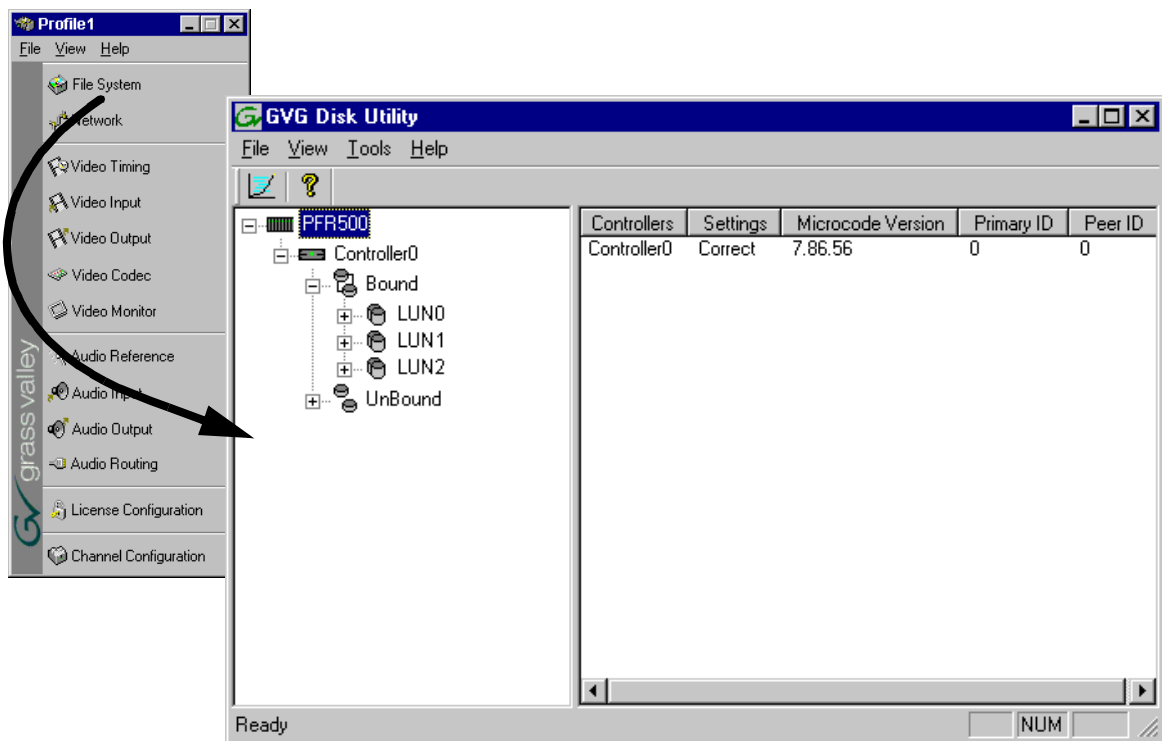 Profile1
File View Help
File System
Network
Video Timing
Video Input
Video Output
Video Codec
Video Monitor
Audio Reference
Audio Input
Audio Output
Audio Routing
License Configuration
Channel Configuration
grass valley
GVG Disk Utility
File View Tools Help
PFR500
Controller0
Bound
LUN0
LUN1
LUN2
UnBound
Controllers Settings Microcode Version Primary ID Peer ID
Controller0 Correct 7.86.56 0 0
Ready NUM